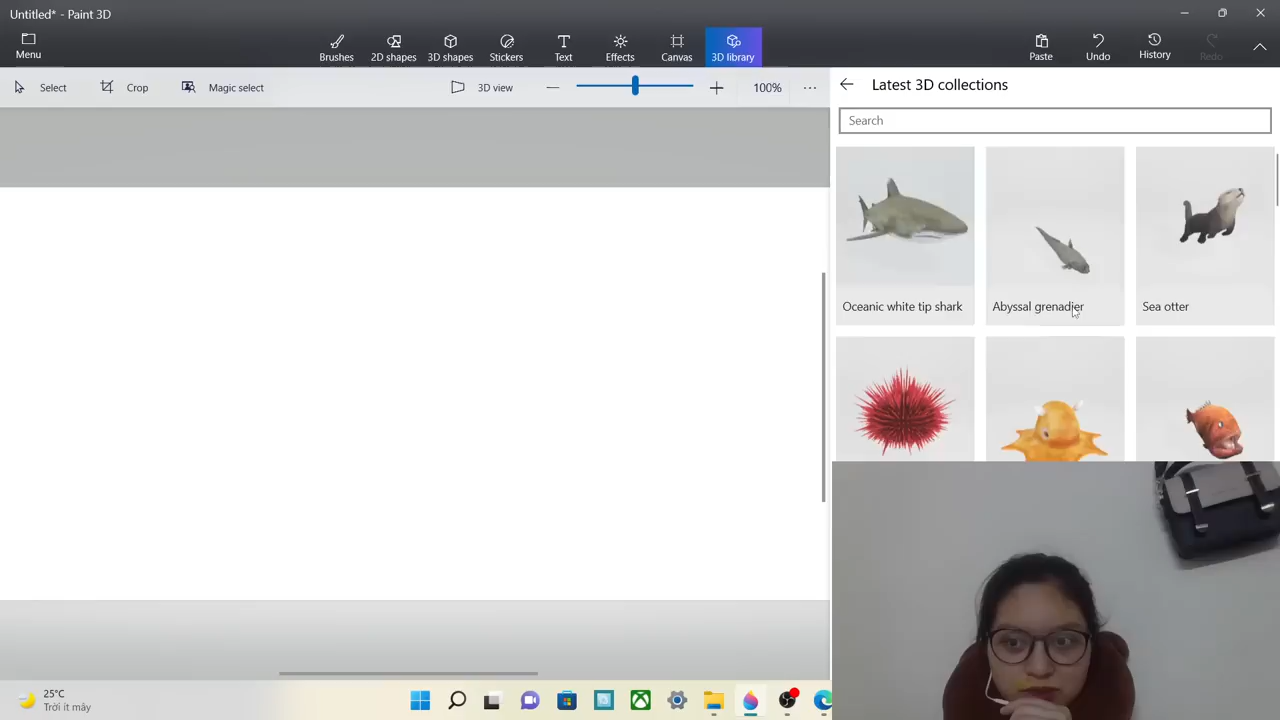 Untitled* - Paint 3D
Menu
Brushes
2D shapes
3D shapes
Stickers
Text
Effects
Canvas
3D library
Paste
Undo
History
Redo
Select
Crop
Magic select
3D view
100%
Latest 3D collections
Search
Oceanic white tip shark
Abyssal grenadier
Sea otter
25°C
Trời ít mây